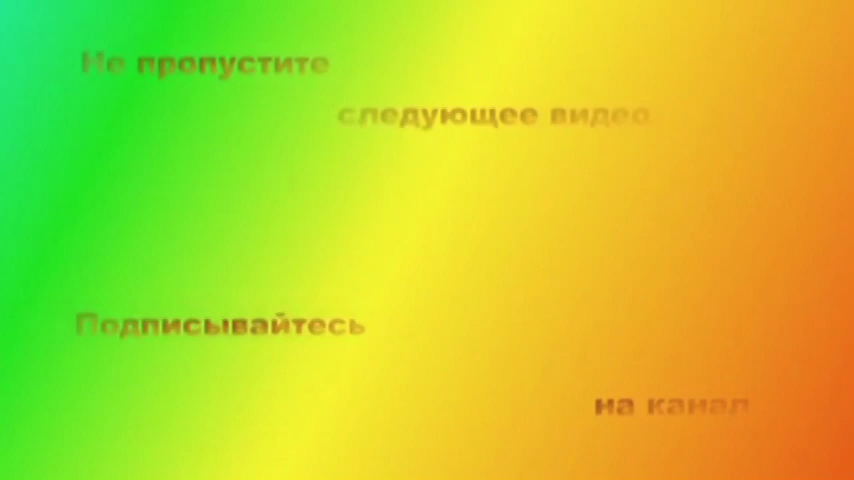 Не пропустите
следующее видео
Подписывайтесь
на канал